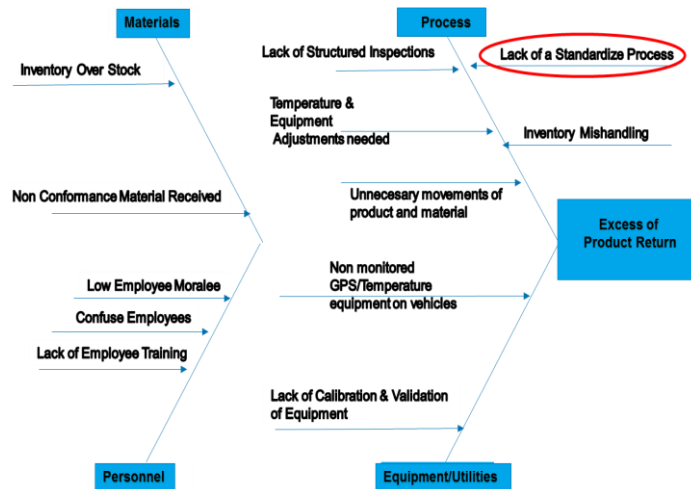 Materials
Process
Lack of Structured Inspections
Lack of a Standardize Process
Inventory Over Stock
Temperature &
Equipment
Adjustments needed
Inventory Mishandling
Non Conformance Material Received
Unnecesary movements of
product and material
Excess of
Product Return
Low Employee Moralee
Confuse Employees
Lack of Employee Training
Non monitored
GPS/Temperature
equipment on vehicles
Lack of Calibration & Validation
of Equipment
Personnel
Equipment/Utilities